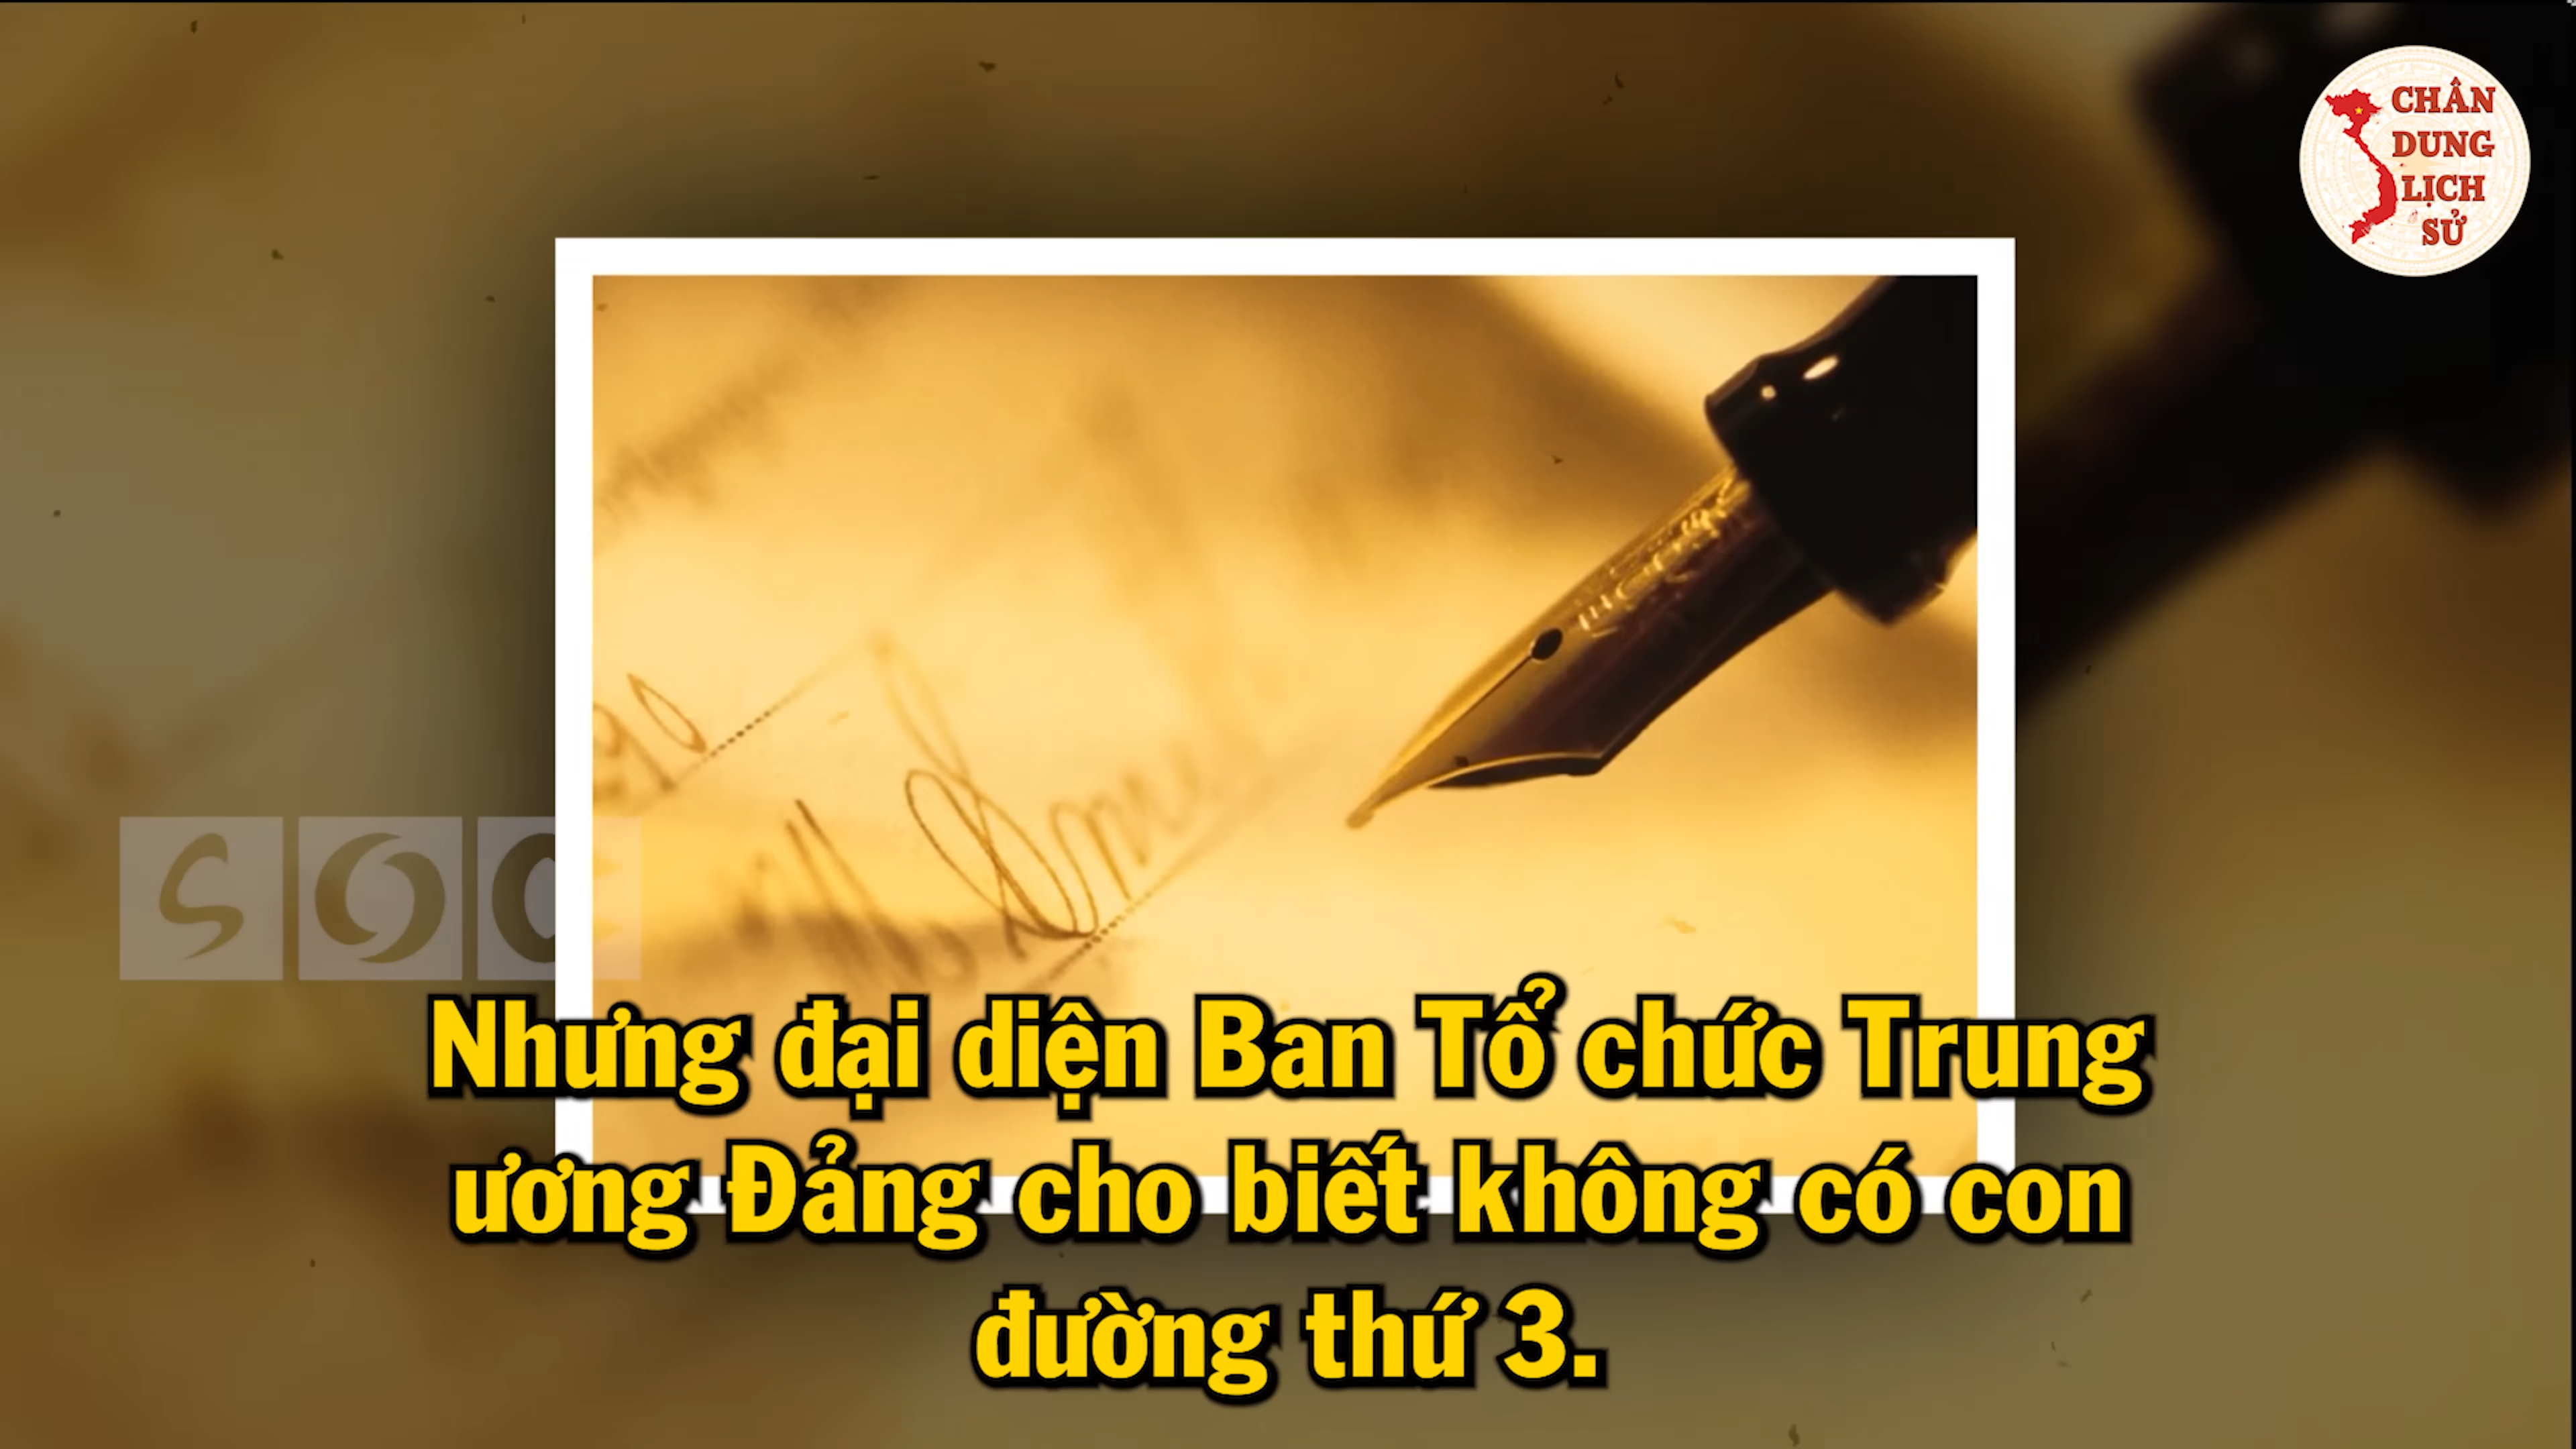 CHÂN
DUNG
LỊCH
SỬ
SOC
Nhưng đại diện Ban Tổ chức Trung
ương Đảng cho biết không có con
đường thứ 3.